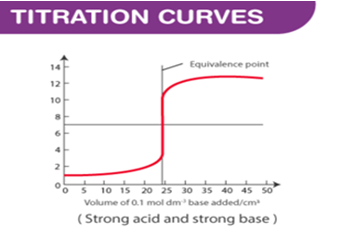 TITRATION CURVES
Equivalence point
14
12
10
8
6
4
2
0
0 5 10 15 20 25 30 35 40 45 50
Volume of 0.1 mol dm⁻³ base added/cm³
( Strong acid and strong base )